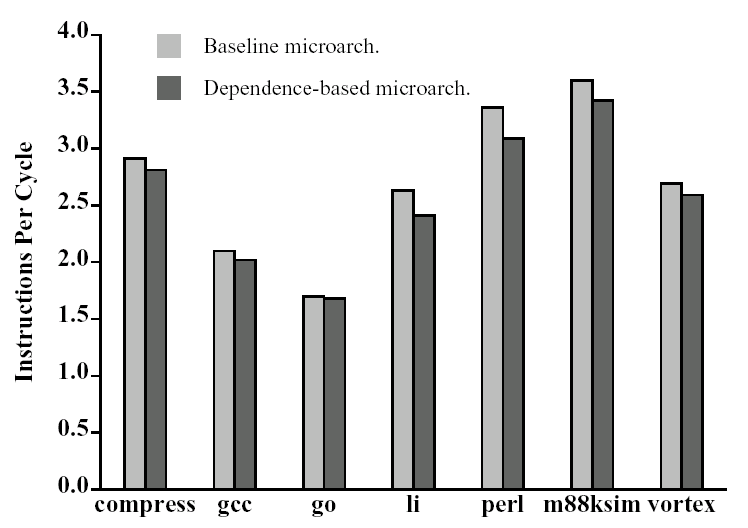 4.0
Baseline microarch.
3.5
Dependence-based microarch.
3.0
2.5
2.0
1.5
1.0
0.5
0.0
Instructions Per Cycle
compress gcc go li perl m88ksim vortex